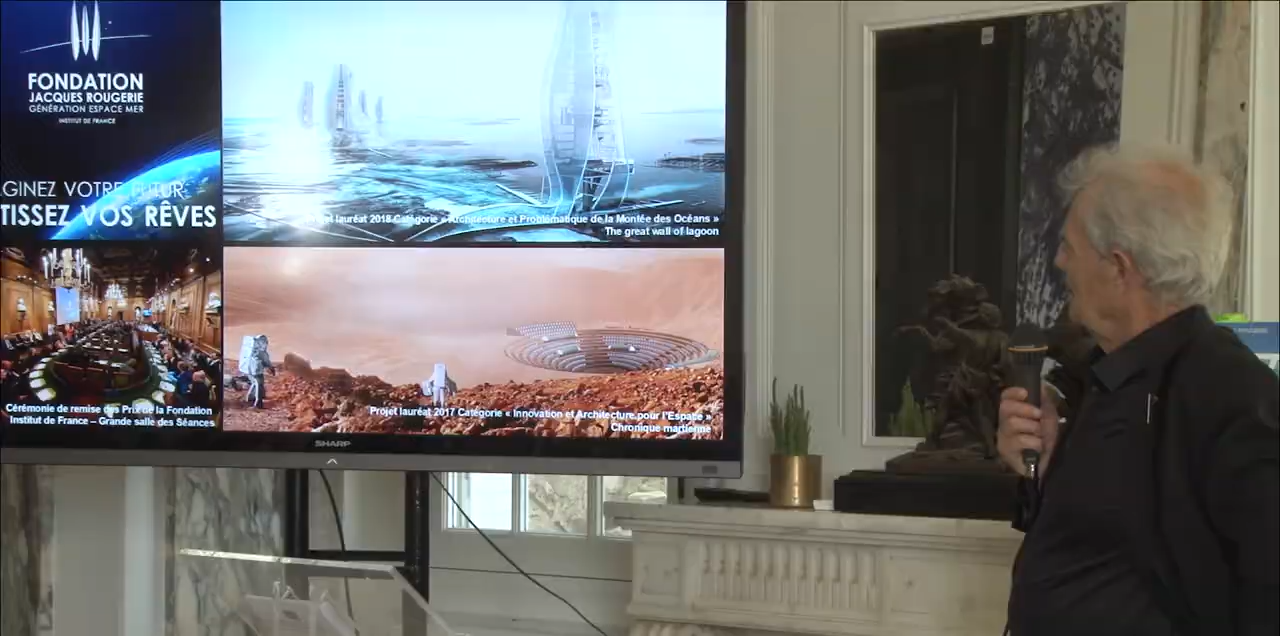 FONDATION
JACQUES ROUGERIE
GÉNÉRATION ESPACE MER
INSTITUT DE FRANCE
GINEZ VOTRE FUTUR
TISSEZ VOS RÊVES
Cérémonie de remise des Prix de la Fondation
Institut de France – Grande salle des Séances
Projet lauréat 2018 Catégorie « Architecture et Problématique de la Montée des Océans »
The great wall of lagoon
Projet lauréat 2017 Catégorie « Innovation et Architecture pour l'Espace »
Chronique martienne
SHARP